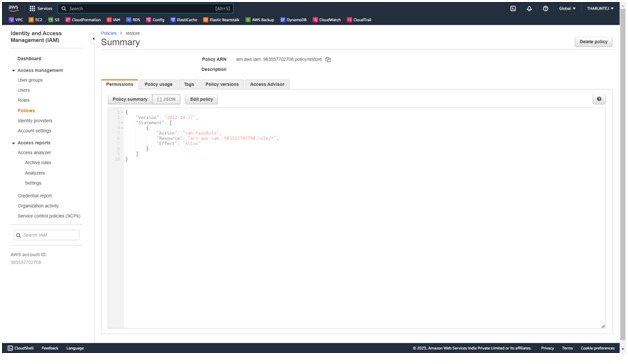 aws Services Search [Alt+S] Global THARUNTEJ
VPC EC2 S3 CloudFormation IAM RDS Config ElastiCache Elastic Beanstalk AWS Backup DynamoDB CloudWatch CloudTrail
Identity and Access
Management (IAM)
Dashboard
Access management
User groups
Users
Roles
Policies
Identity providers
Account settings
Access reports
Access analyzer
Archive rules
Analyzers
Settings
Credential report
Organization activity
Service control policies (SCPs)
Search IAM
AWS account ID:
983537702708
Policies > restore
Summary
Delete policy
Policy ARN arn:aws:iam::983537702708:policy/restore
Description
Permissions Policy usage Tags Policy versions Access Advisor
Policy summary {} JSON Edit policy
{
"Version": "2012-10-17",
"Statement": [
{
"Action": "iam:PassRole",
"Resource": "arn:aws:iam::983537702708:role/*",
"Effect": "Allow"
}
]
}
CloudShell Feedback Language © 2023, Amazon Web Services India Private Limited or its affiliates. Privacy Terms Cookie preferences